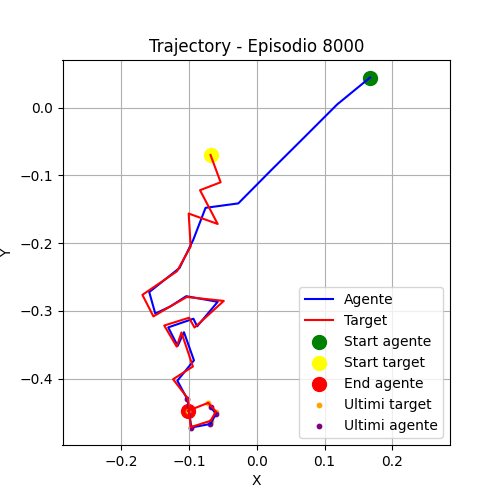 Trajectory - Episodio 8000
0.0
−0.1
−0.2
−0.3
−0.4
Y
−0.2
−0.1
0.0
0.1
0.2
X
Agente
Target
Start agente
Start target
End agente
Ultimi target
Ultimi agente